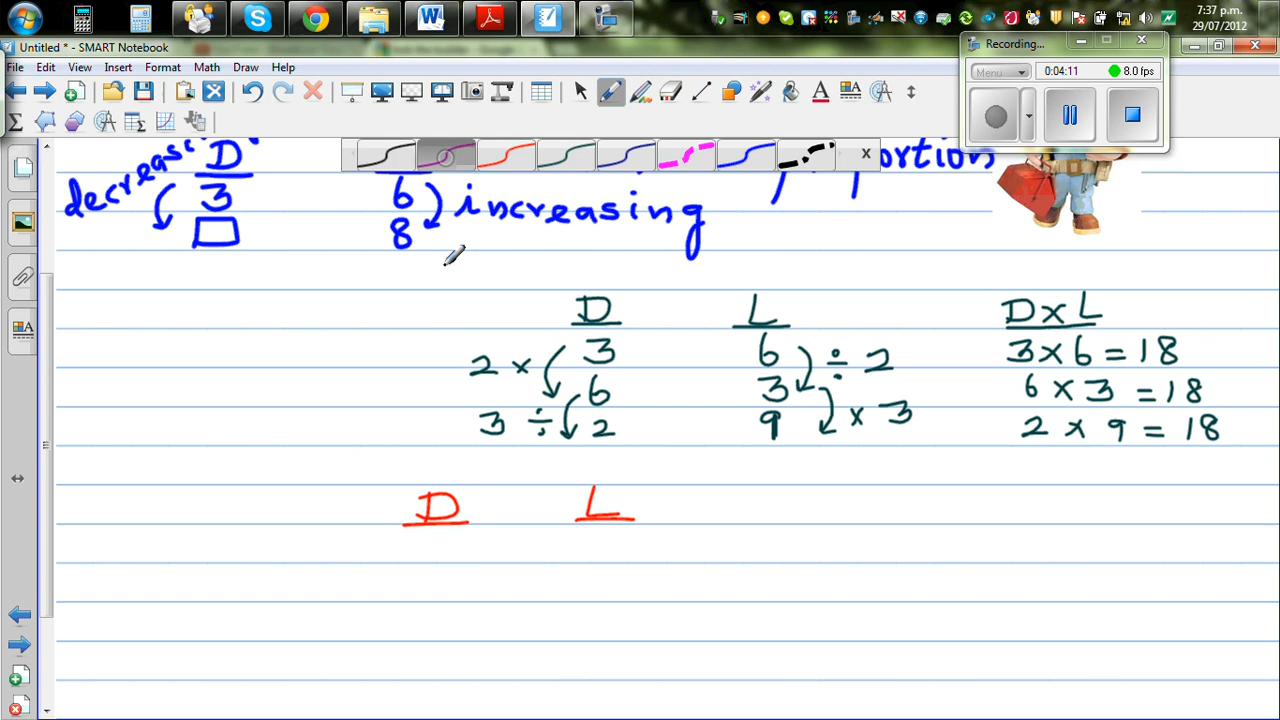 7:37 p.m.
29/07/2012
Untitled * - SMART Notebook
File Edit View Insert Format Math Draw Help
Recording...
Menu 0:04:11 8.0 fps
D
3
6
8
increasing
D L D x L
2 x 3 6 ÷ 2 3 x 6 = 18
6 3 6 x 3 = 18
3 ÷ 2 9 x 3 2 x 9 = 18
D L